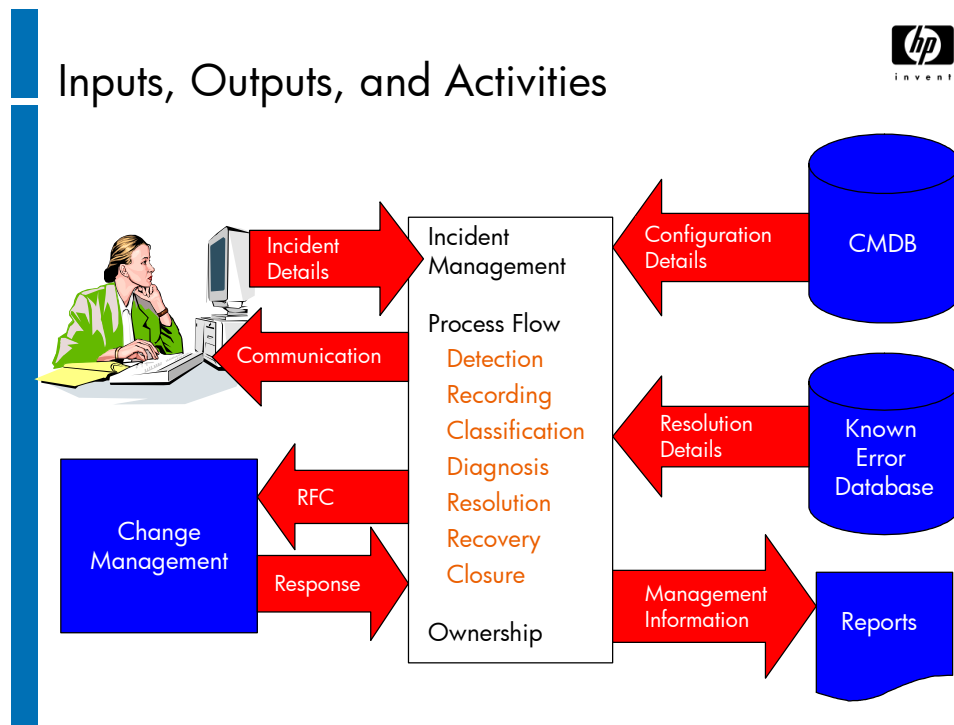 Inputs, Outputs, and Activities
hp
invent
Incident
Details
Communication
RFC
Response
Change
Management
Incident
Management
Process Flow
Detection
Recording
Classification
Diagnosis
Resolution
Recovery
Closure
Ownership
Configuration
Details
CMDB
Resolution
Details
Known
Error
Database
Management
Information
Reports